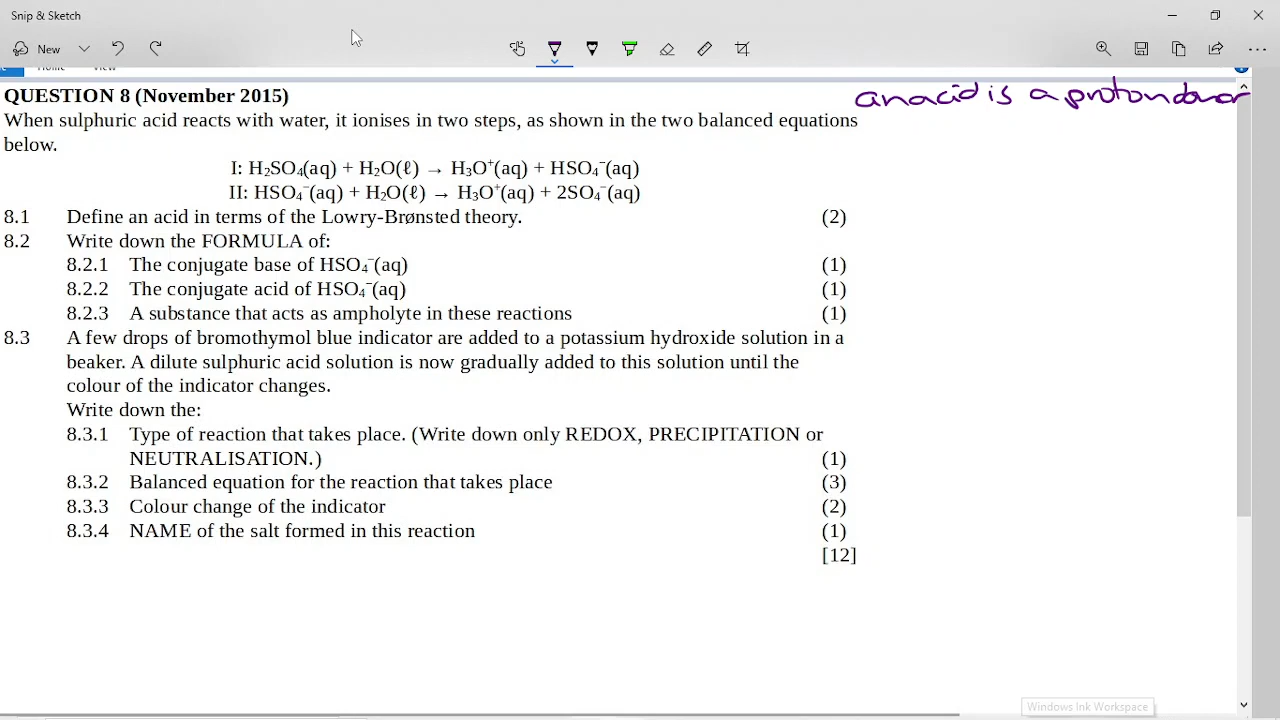 Snip & Sketch
New
QUESTION 8 (November 2015)
an acid is a proton donor
When sulphuric acid reacts with water, it ionises in two steps, as shown in the two balanced equations
below.
I: H₂SO₄(aq) + H₂O(ℓ) → H₃O⁺(aq) + HSO₄⁻(aq)
II: HSO₄⁻(aq) + H₂O(ℓ) → H₃O⁺(aq) + 2SO₄⁻(aq)
8.1 Define an acid in terms of the Lowry-Brønsted theory. (2)
8.2 Write down the FORMULA of:
8.2.1 The conjugate base of HSO₄⁻(aq) (1)
8.2.2 The conjugate acid of HSO₄⁻(aq) (1)
8.2.3 A substance that acts as ampholyte in these reactions (1)
8.3 A few drops of bromothymol blue indicator are added to a potassium hydroxide solution in a
beaker. A dilute sulphuric acid solution is now gradually added to this solution until the
colour of the indicator changes.
Write down the:
8.3.1 Type of reaction that takes place. (Write down only REDOX, PRECIPITATION or
NEUTRALISATION.) (1)
8.3.2 Balanced equation for the reaction that takes place (3)
8.3.3 Colour change of the indicator (2)
8.3.4 NAME of the salt formed in this reaction (1)
[12]
Windows Ink Workspace